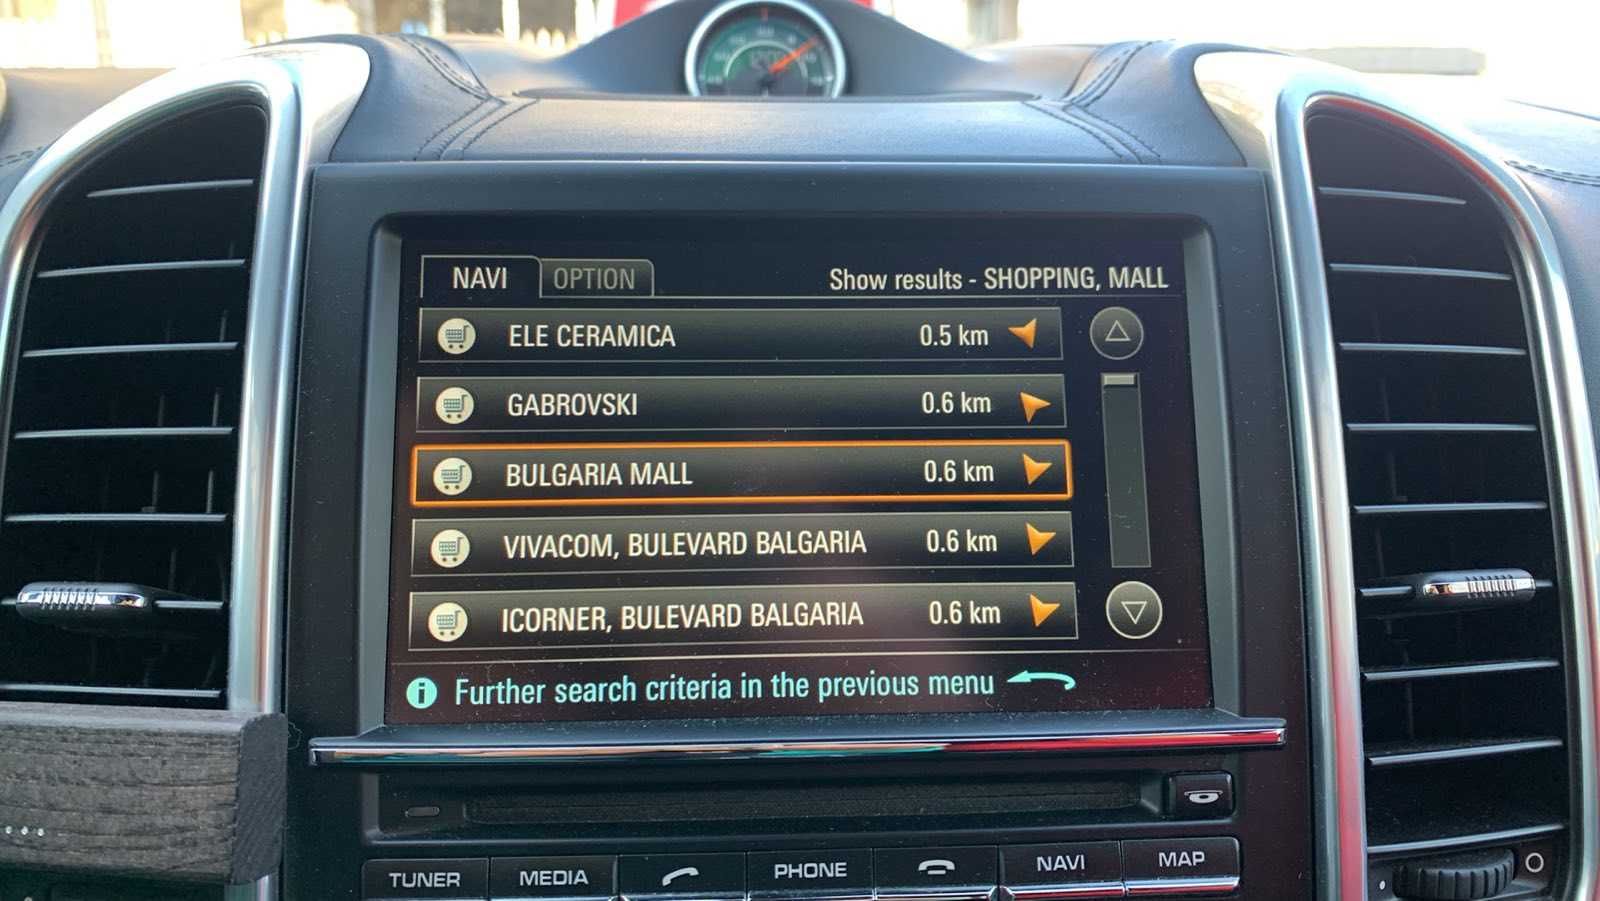 NAVI OPTION Show results - SHOPPING, MALL
ELE CERAMICA 0.5 km
GABROVSKI 0.6 km
BULGARIA MALL 0.6 km
VIVACOM, BULEVARD BALGARIA 0.6 km
ICORNER, BULEVARD BALGARIA 0.6 km
i Further search criteria in the previous menu
TUNER MEDIA PHONE NAVI MAP